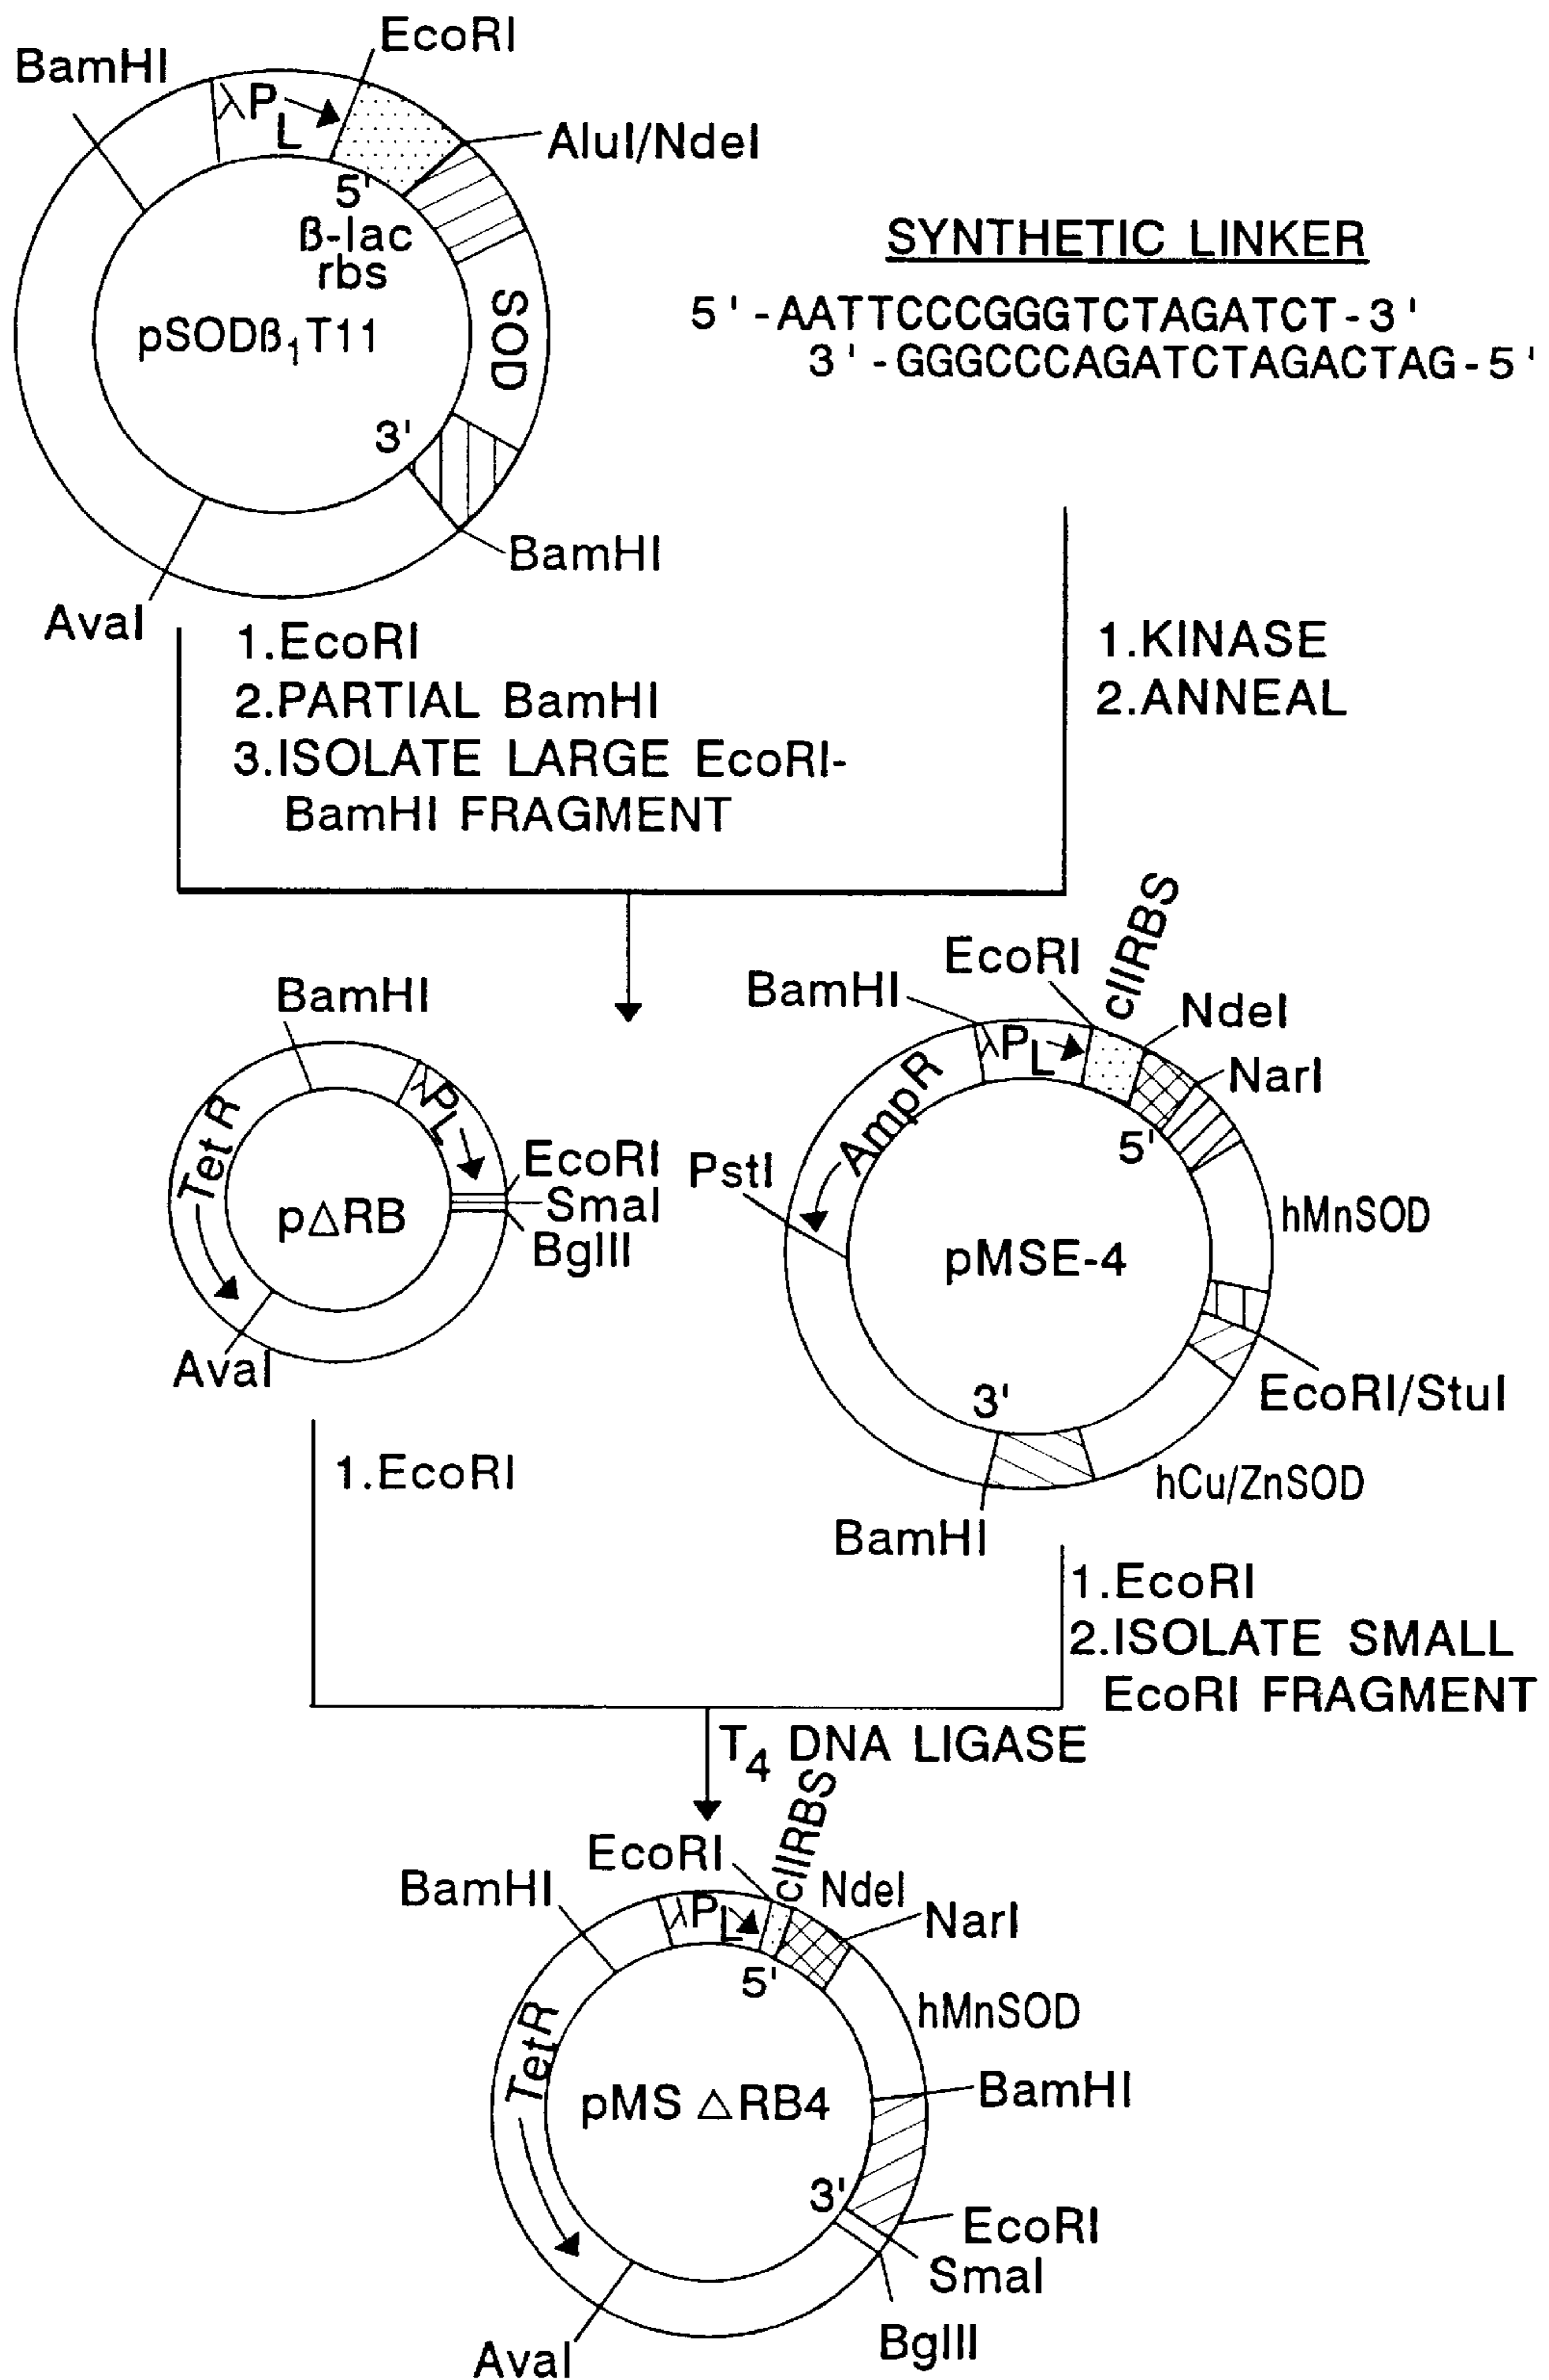 EcoRI
BamHI
λPL
AluI/NdeI
5'
β-lac
rbs
SOD
pSODβ1T11
3'
BamHI
AvaI
SYNTHETIC LINKER
5'-AATTCCCGGGTCTAGATCT-3'
3'-GGGCCCAGATCTAGACTAG-5'
1.EcoRI
2.PARTIAL BamHI
3.ISOLATE LARGE EcoRI-
BamHI FRAGMENT
1.KINASE
2.ANNEAL
BamHI
λPL
TetR
EcoRI
SmaI
BglII
p△RB
AvaI
cIIRBS
EcoRI
BamHI
NdeI
λPL
NarI
AmpR
5'
PstI
hMnSOD
pMSE-4
EcoRI/StuI
3'
hCu/ZnSOD
BamHI
1.EcoRI
1.EcoRI
2.ISOLATE SMALL
EcoRI FRAGMENT
T4 DNA LIGASE
cIIRBS
EcoRI
BamHI
NdeI
λPL
NarI
5'
hMnSOD
TetR
BamHI
pMS △RB4
3'
EcoRI
SmaI
BglII
AvaI